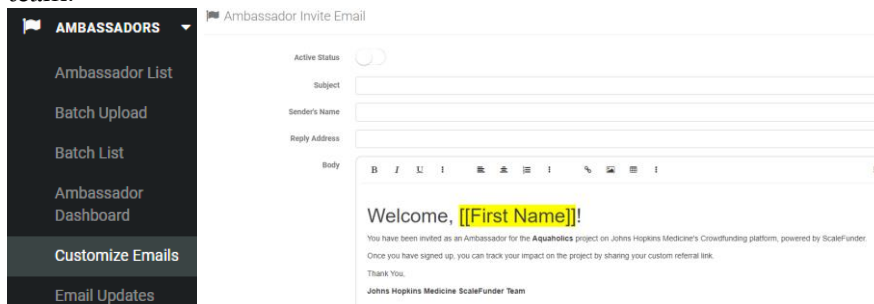 AMBASSADORS
Ambassador List
Batch Upload
Batch List
Ambassador
Dashboard
Customize Emails
Email Updates
Ambassador Invite Email
Active Status
Subject
Sender's Name
Reply Address
Body
B I U
Welcome, [[First Name]]!
You have been invited as an Ambassador for the Aquaholics project on Johns Hopkins Medicine's Crowdfunding platform, powered by ScaleFunder.
Once you have signed up, you can track your impact on the project by sharing your custom referral link.
Thank You,
Johns Hopkins Medicine ScaleFunder Team